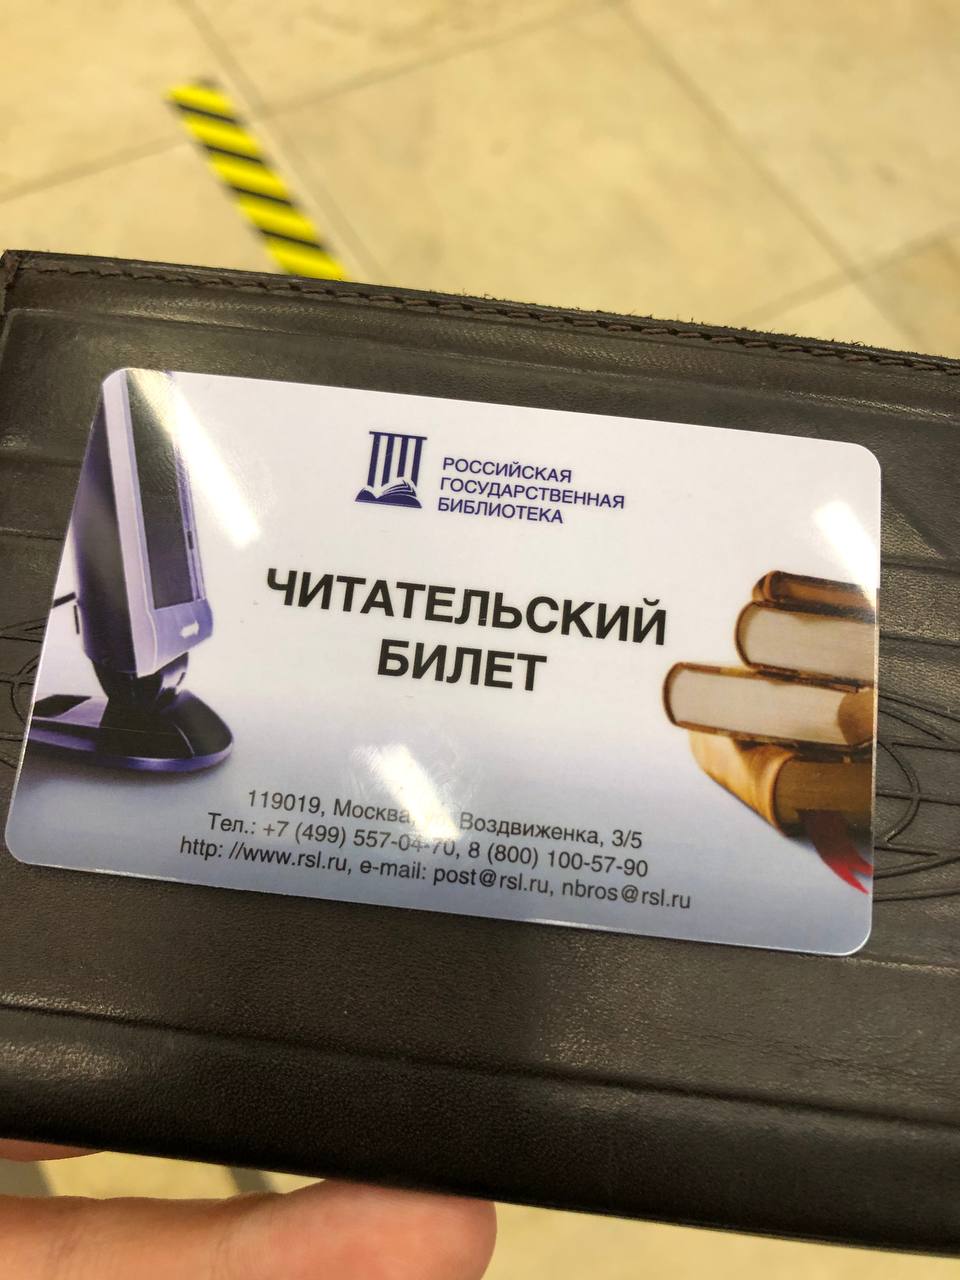 РОССИЙСКАЯ
ГОСУДАРСТВЕННАЯ
БИБЛИОТЕКА
ЧИТАТЕЛЬСКИЙ
БИЛЕТ
119019, Москва, ул. Воздвиженка, 3/5
Тел.: +7 (499) 557-04-70, 8 (800) 100-57-90
http: //www.rsl.ru, e-mail: post@rsl.ru, nbros@rsl.ru